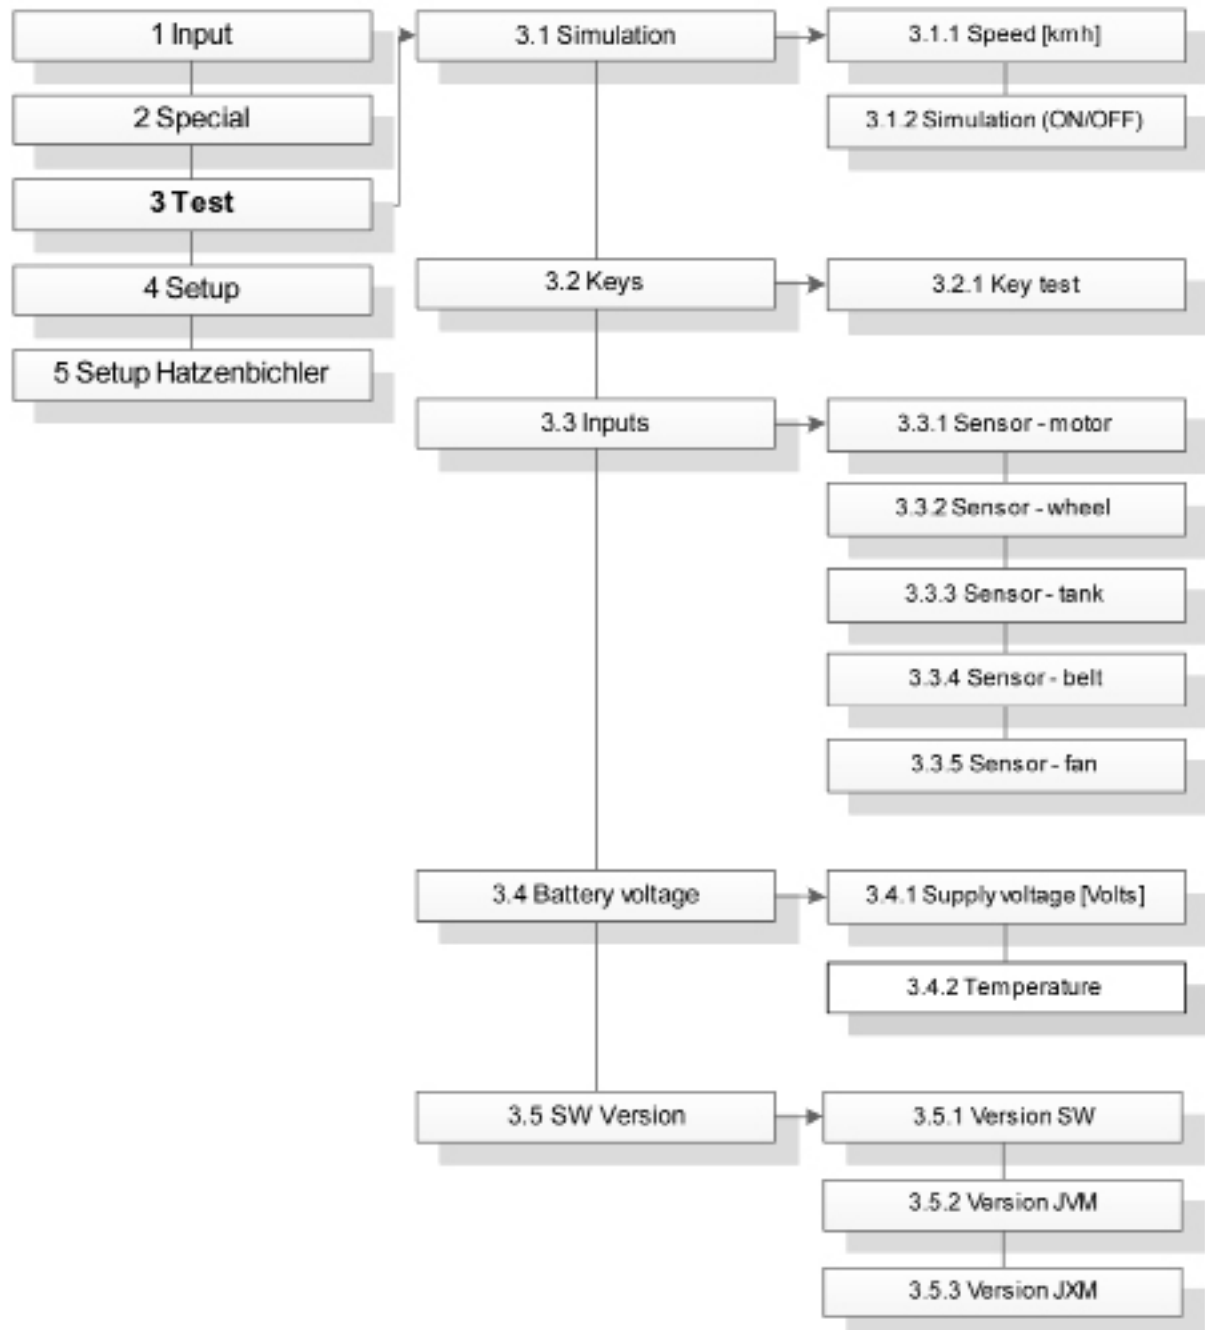 1 Input
2 Special
3 Test
4 Setup
5 Setup Hatzenbichler
3.1 Simulation
3.1.1 Speed [kmh]
3.1.2 Simulation (ON/OFF)
3.2 Keys
3.2.1 Key test
3.3 Inputs
3.3.1 Sensor - motor
3.3.2 Sensor - wheel
3.3.3 Sensor - tank
3.3.4 Sensor - belt
3.3.5 Sensor - fan
3.4 Battery voltage
3.4.1 Supply voltage [Volts]
3.4.2 Temperature
3.5 SW Version
3.5.1 Version SW
3.5.2 Version JVM
3.5.3 Version JXM